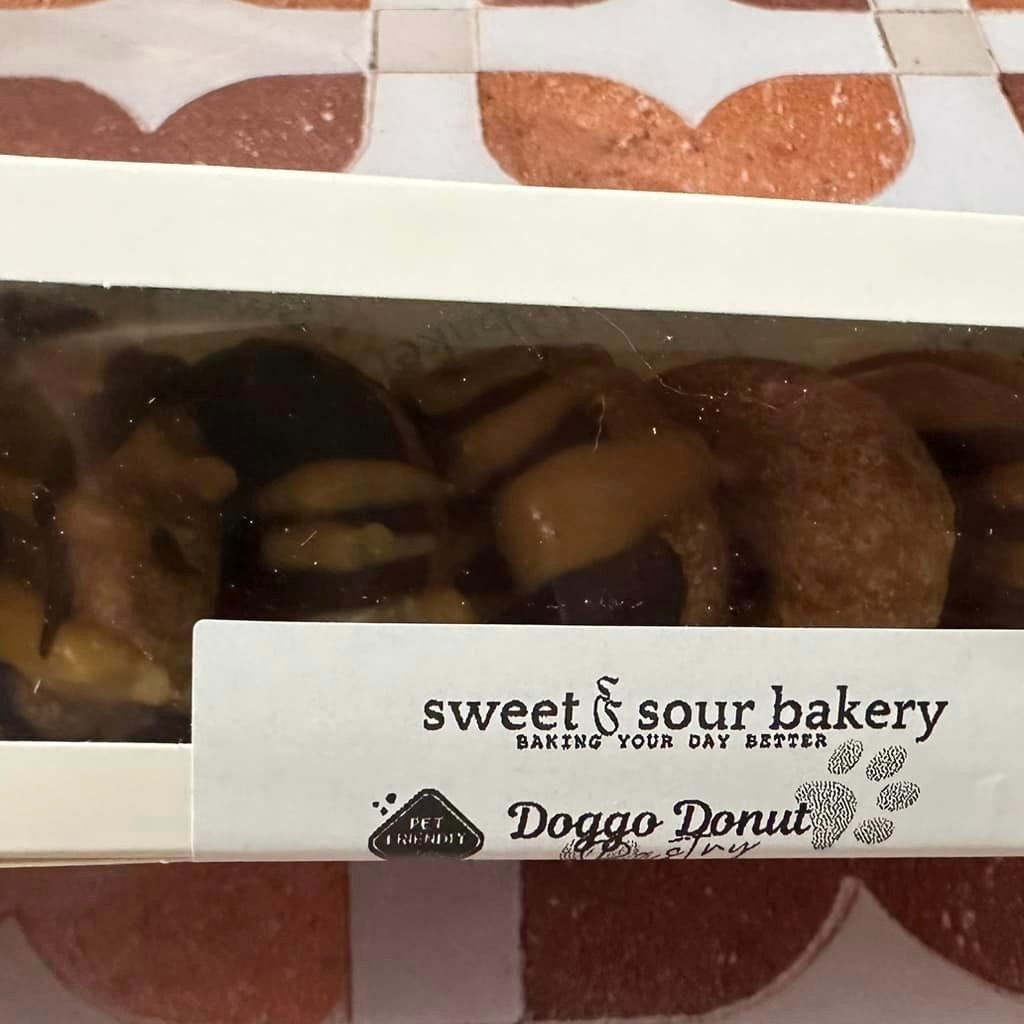 sweet & sour bakery
BAKING YOUR DAY BETTER
PET
FRIENDLY
Doggo Donut